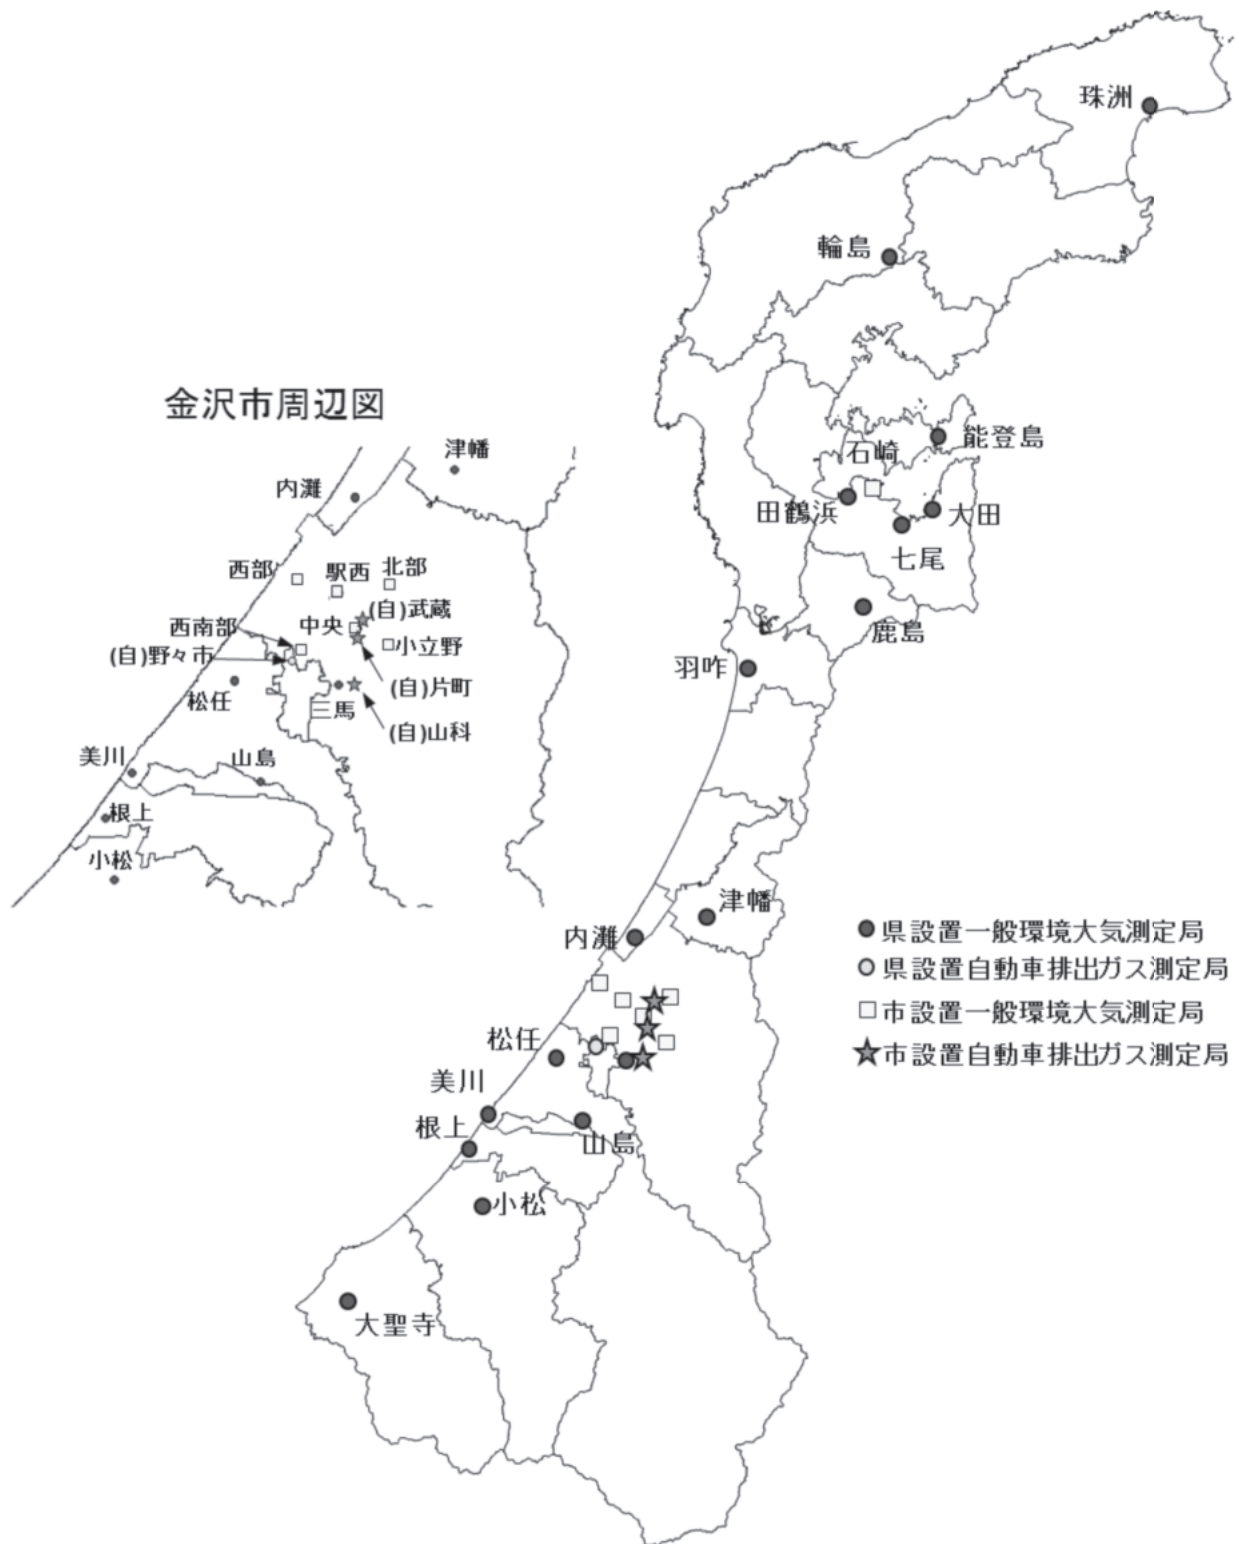 珠洲
輪島
能登島
石崎
田鶴浜
大田
七尾
鹿島
羽咋
金沢市周辺図
津幡
内灘
西部
駅西
北部
(自)武蔵
西南部
中央
小立野
(自)野々市
(自)片町
松任
三馬
(自)山科
美川
山島
根上
小松
津幡
内灘
松任
美川
根上
山島
小松
大聖寺
県設置一般環境大気測定局
県設置自動車排出ガス測定局
市設置一般環境大気測定局
市設置自動車排出ガス測定局